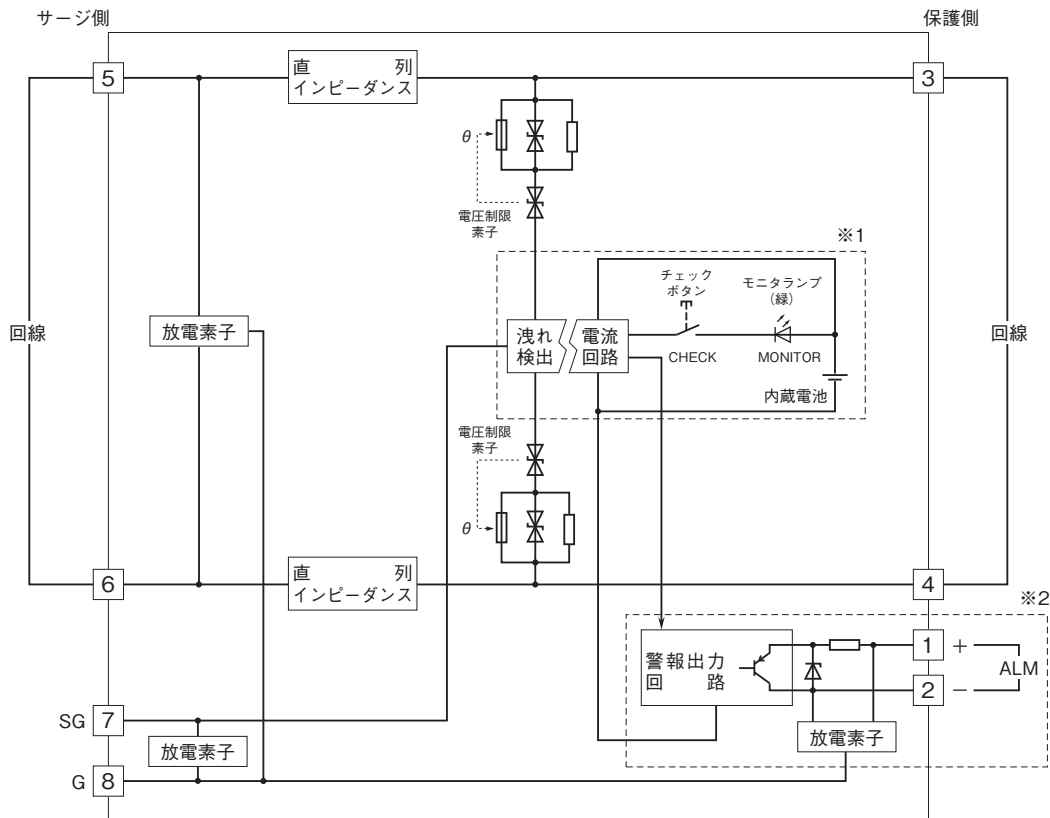 サージ側
保護側
5
直列
インピーダンス
3
θ
電圧制限
素子
※1
チェック
ボタン
モニタランプ
(緑)
回線
放電素子
洩れ
検出
電流
回路
CHECK
MONITOR
内蔵電池
回線
電圧制限
素子
θ
6
直列
インピーダンス
4
※2
警報出力
回路
1
+
ALM
2
−
SG
7
放電素子
放電素子
G
8